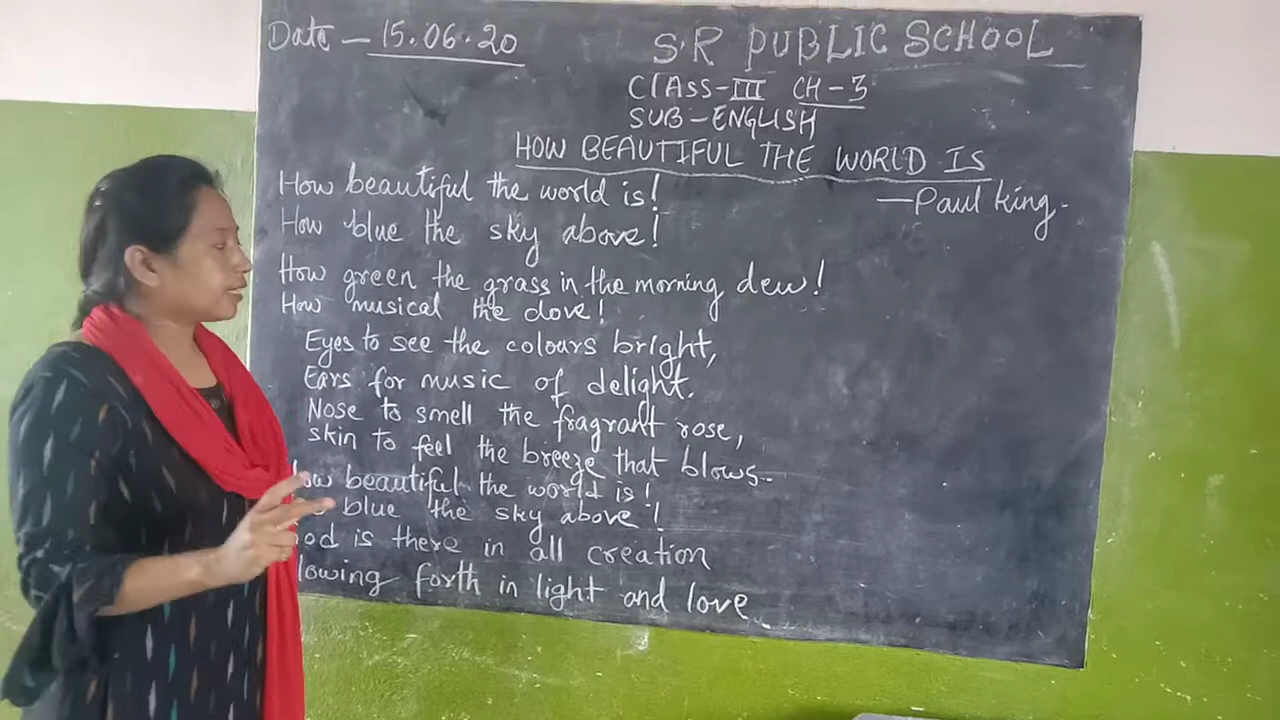 Date - 15.06.20
S.R PUBLIC SCHOOL
ClASS-III CH-3
SUB-ENGLISH
HOW BEAUTIFUL THE WORLD IS
-Paul King.
How beautiful the world is!
How blue the sky above!
How green the grass in the morning dew!
How musical the dove!
Eyes to see the colours bright,
Ears for music of delight.
Nose to smell the fragrant rose,
skin to feel the breeze that blows..
beautiful the world is!
blue the sky above!
is there in all creation
forth in light and love